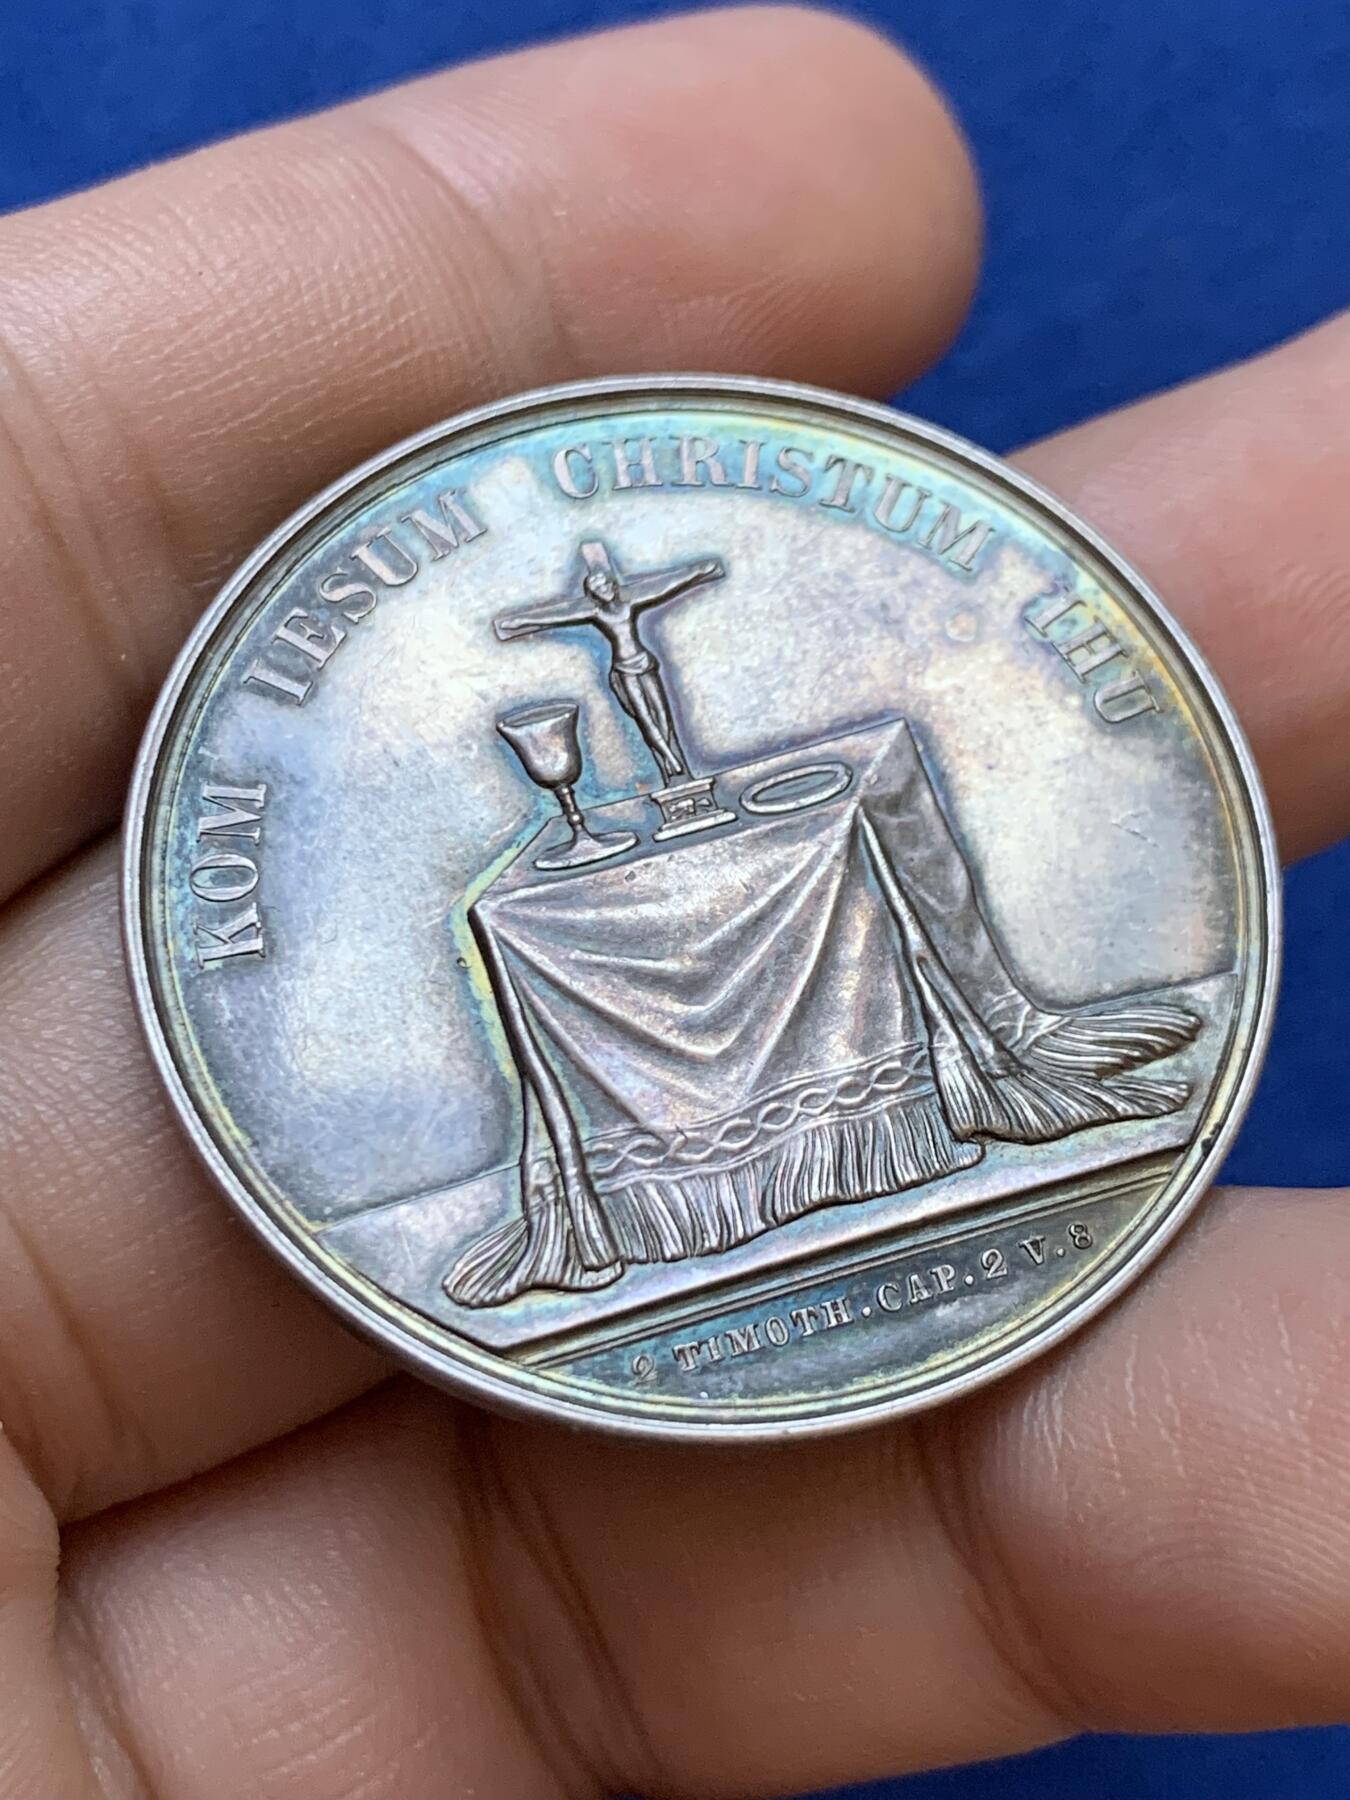 KOM IESUM CHRISTUM IHU
2 TIMOTH. CAP. 2 V. 8